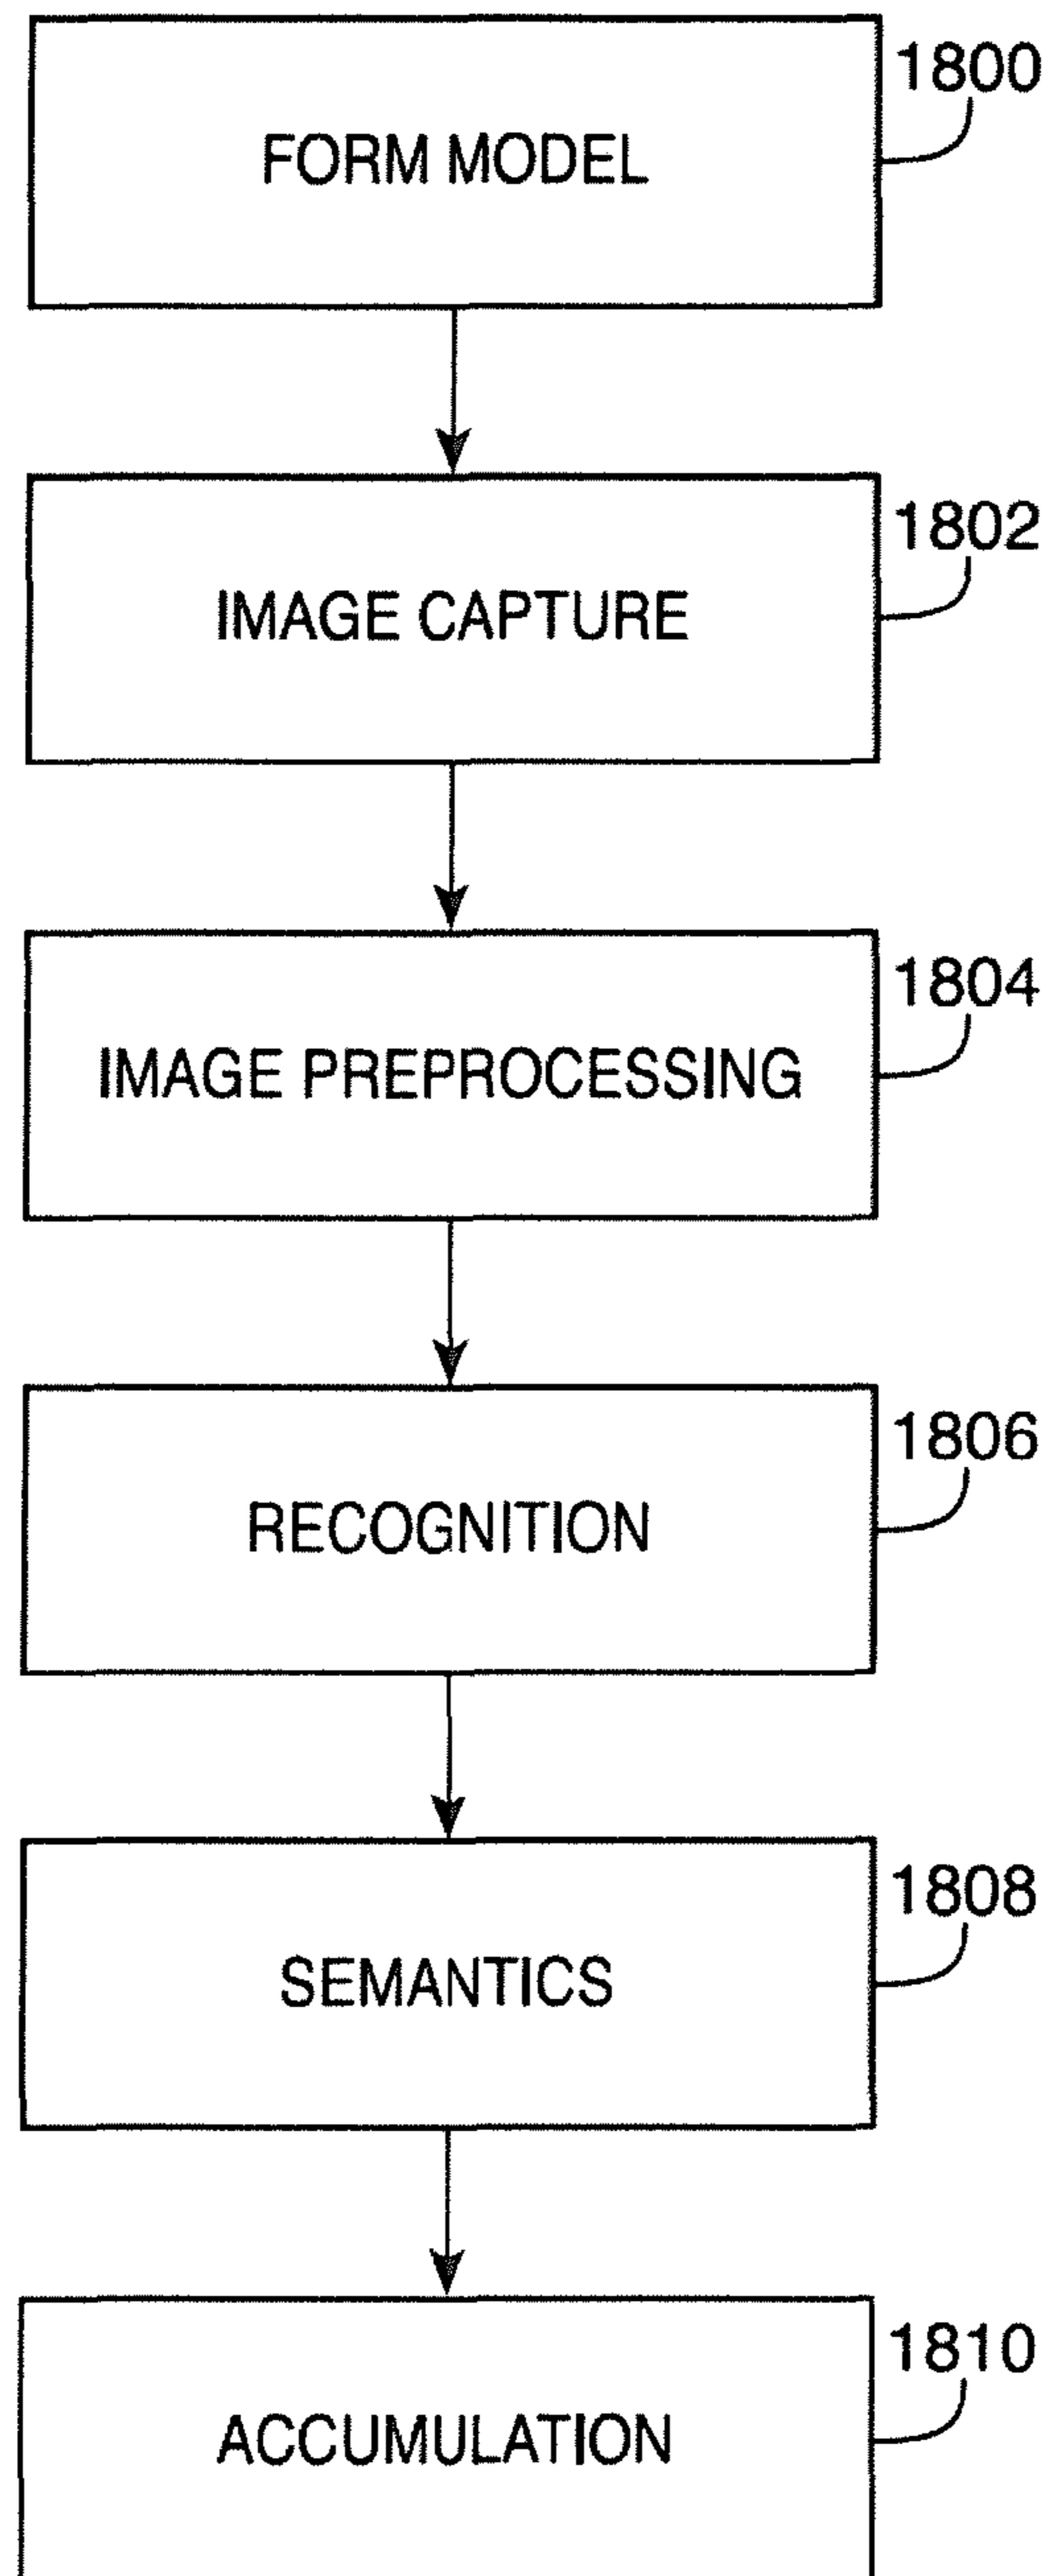 1800
FORM MODEL
1802
IMAGE CAPTURE
1804
IMAGE PREPROCESSING
1806
RECOGNITION
1808
SEMANTICS
1810
ACCUMULATION